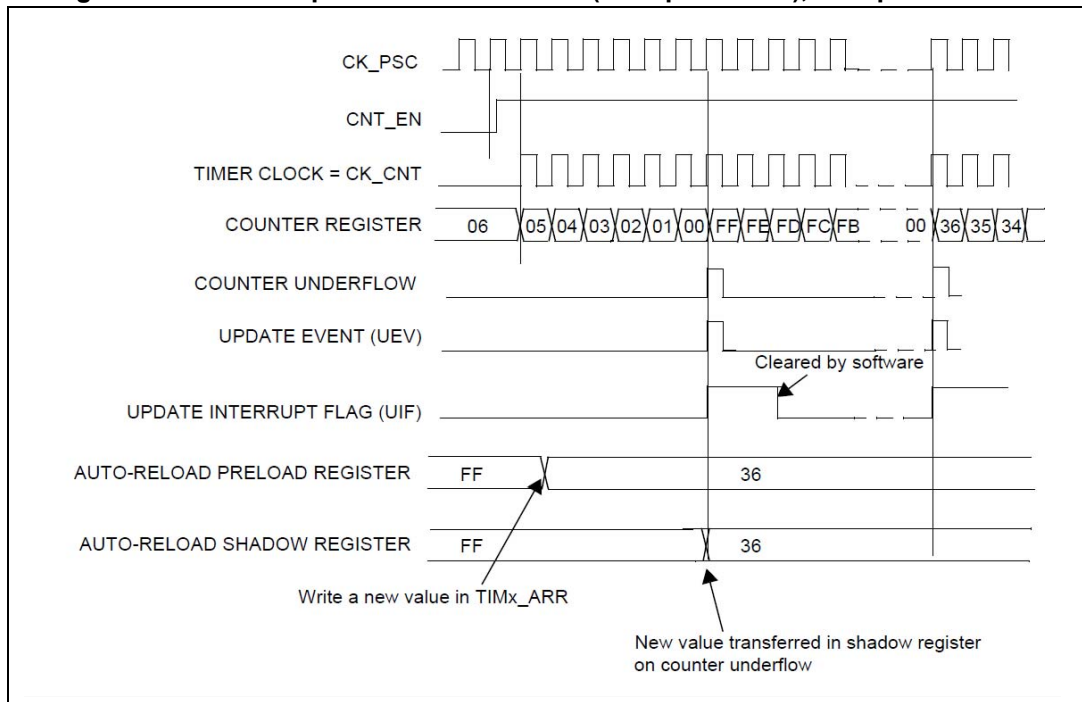 CK_PSC
CNT_EN
TIMER CLOCK = CK_CNT
COUNTER REGISTER 06 05 04 03 02 01 00 FF FE FD FC FB 00 36 35 34
COUNTER UNDERFLOW
UPDATE EVENT (UEV)
Cleared by software
UPDATE INTERRUPT FLAG (UIF)
AUTO-RELOAD PRELOAD REGISTER FF 36
AUTO-RELOAD SHADOW REGISTER FF 36
Write a new value in TIMx_ARR
New value transferred in shadow register
on counter underflow